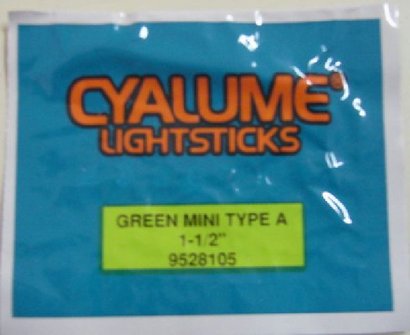 CYALUME®
LIGHTSTICKS
GREEN MINI TYPE A
1-1/2"
9528105